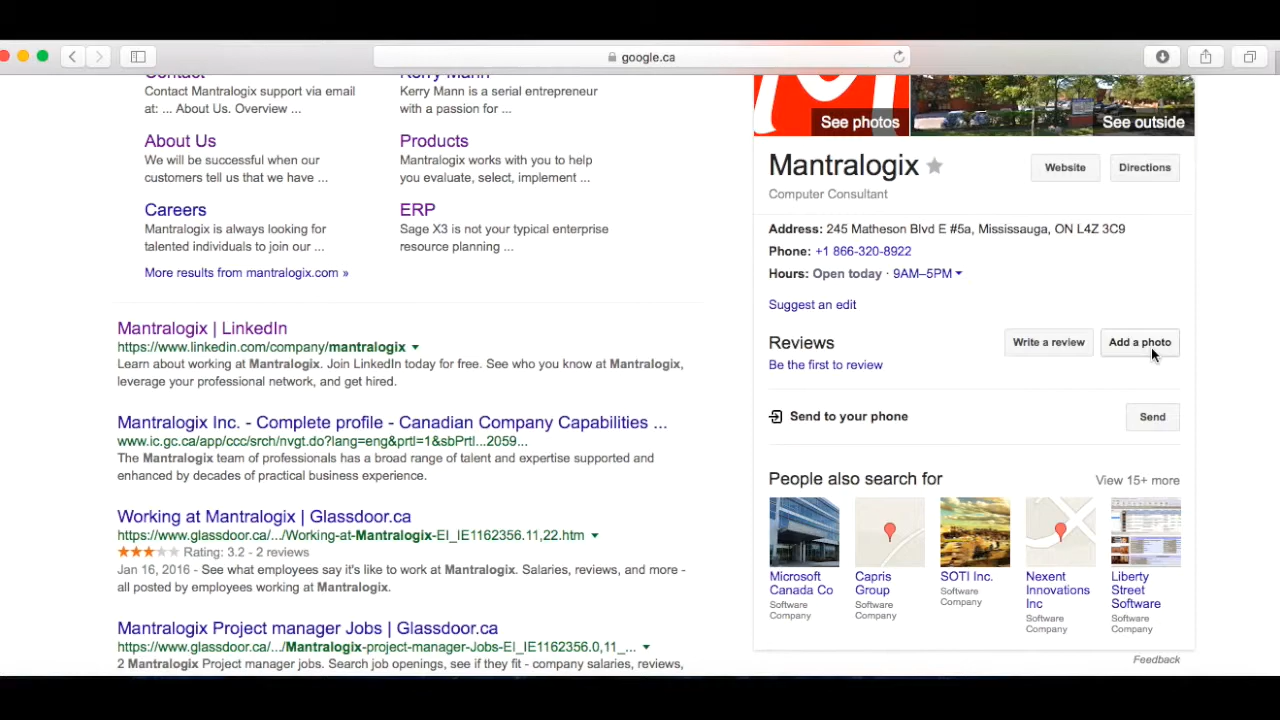 google.ca
Contact
Contact Mantralogix support via email
at: ... About Us. Overview ...
Kerry Mann
Kerry Mann is a serial entrepreneur
with a passion for ...
About Us
We will be successful when our
customers tell us that we have ...
Products
Mantralogix works with you to help
you evaluate, select, implement ...
Careers
Mantralogix is always looking for
talented individuals to join our ...
ERP
Sage X3 is not your typical enterprise
resource planning ...
More results from mantralogix.com »
Mantralogix | LinkedIn
https://www.linkedin.com/company/mantralogix
Learn about working at Mantralogix. Join LinkedIn today for free. See who you know at Mantralogix,
leverage your professional network, and get hired.
Mantralogix Inc. - Complete profile - Canadian Company Capabilities ...
www.ic.gc.ca/app/ccc/srch/nvgt.do?lang=eng&prtl=1&sbPrtl...2059...
The Mantralogix team of professionals has a broad range of talent and expertise supported and
enhanced by decades of practical business experience.
Working at Mantralogix | Glassdoor.ca
https://www.glassdoor.ca/.../Working-at-Mantralogix-EI_IE1162356.11,22.htm
Rating: 3.2 - 2 reviews
Jan 16, 2016 - See what employees say it's like to work at Mantralogix. Salaries, reviews, and more -
all posted by employees working at Mantralogix.
Mantralogix Project manager Jobs | Glassdoor.ca
https://www.glassdoor.ca/.../Mantralogix-project-manager-Jobs-EI_IE1162356.0,11_...
2 Mantralogix Project manager jobs. Search job openings, see if they fit - company salaries, reviews,
See photos
See outside
Mantralogix
Website
Directions
Computer Consultant
Address: 245 Matheson Blvd E #5a, Mississauga, ON L4Z 3C9
Phone: +1 866-320-8922
Hours: Open today · 9AM–5PM
Suggest an edit
Reviews
Write a review
Add a photo
Be the first to review
Send to your phone
Send
People also search for
View 15+ more
Microsoft
Canada Co
Software
Company
Capris
Group
Software
Company
SOTI Inc.
Software
Company
Nexent
Innovations
Inc
Software
Company
Liberty
Street
Software
Software
Company
Feedback